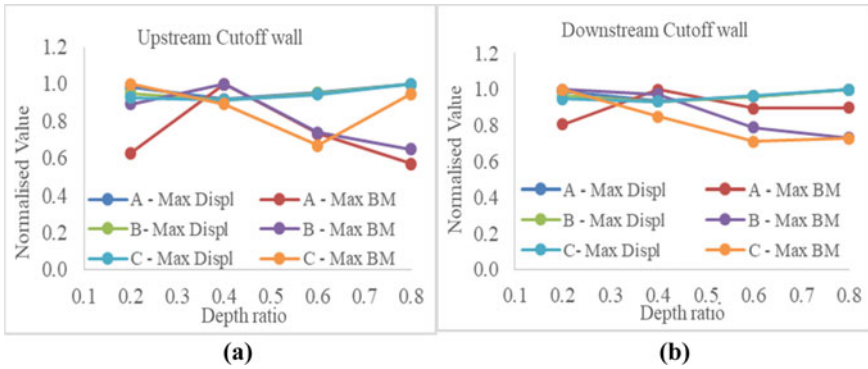 Upstream Cutoff wall
1.2
1.0
0.8
0.6
0.4
0.2
0.0
Normalised Value
A - Max Displ
A - Max BM
B- Max Displ
B - Max BM
C - Max Displ
C - Max BM
0.1 0.2 0.3 0.4 0.5 0.6 0.7 0.8
Depth ratio
(a)
Downstream Cutoff wall
1.2
1.0
0.8
0.6
0.4
0.2
0.0
Normalised Value
A - Max Displ
A - Max BM
B - Max Displ
B - Max BM
C- Max Displ
C - Max BM
0.1 0.2 0.3 0.4 0.5 0.6 0.7 0.8
Depth ratio
(b)